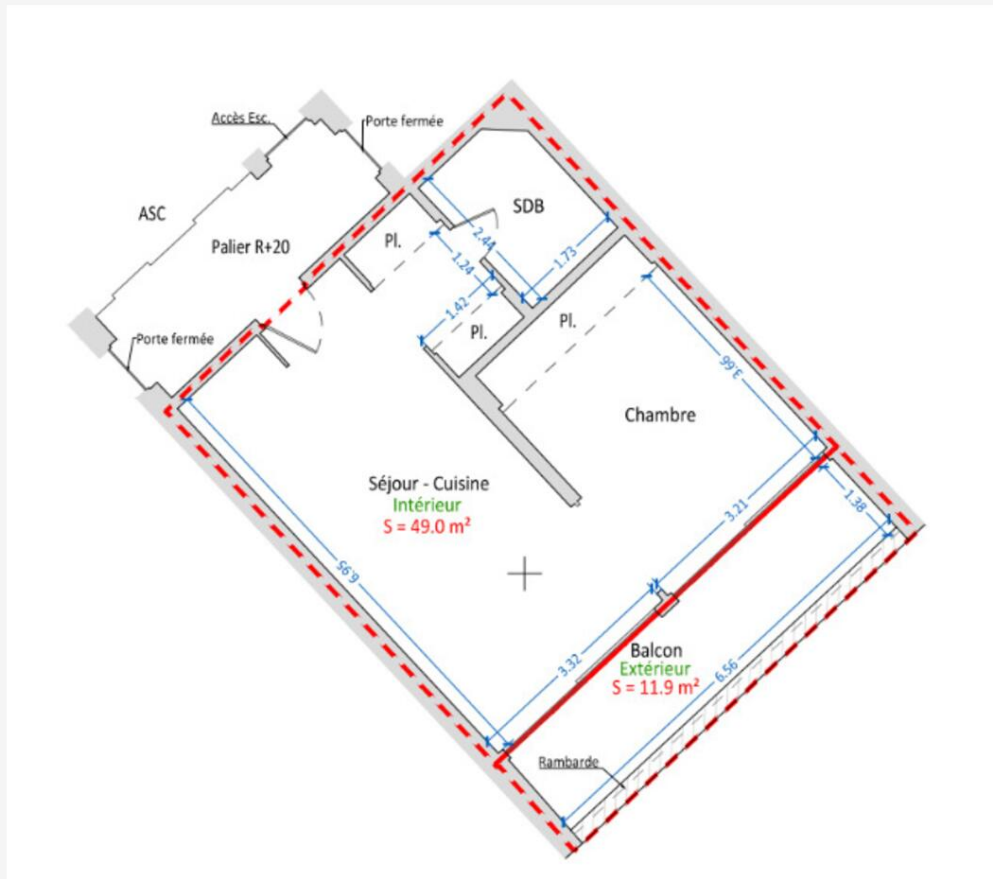 Accès Esc.
Porte fermée
ASC
Palier R+20
Pl.
SDB
2.44
1.24
1.73
1.42
Pl.
Pl.
Porte fermée
3.66
Chambre
Séjour - Cuisine
Intérieur
S = 49.0 m²
1.38
3.21
6.95
3.32
Balcon
Extérieur
S = 11.9 m²
6.56
Rambarde